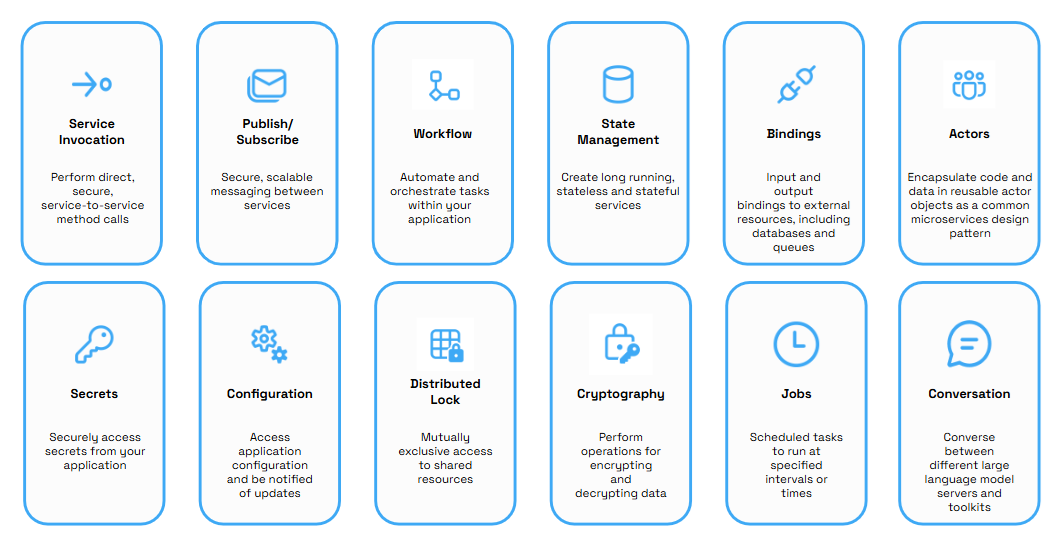 Service
Invocation
Perform direct,
secure,
service-to-service
method calls
Publish/
Subscribe
Secure, scalable
messaging between
services
Workflow
Automate and
orchestrate tasks
within your
application
State
Management
Create long running,
stateless and stateful
services
Bindings
Input and
output
bindings to external
resources, including
databases and
queues
Actors
Encapsulate code and
data in reusable actor
objects as a common
microservices design
pattern
Secrets
Securely access
secrets from your
application
Configuration
Access
application
configuration
and be notified
of updates
Distributed
Lock
Mutually
exclusive access
to shared
resources
Cryptography
Perform
operations for
encrypting
and
decrypting data
Jobs
Scheduled tasks
to run at
specified
intervals or
times
Conversation
Converse
between
different large
language model
servers and
toolkits